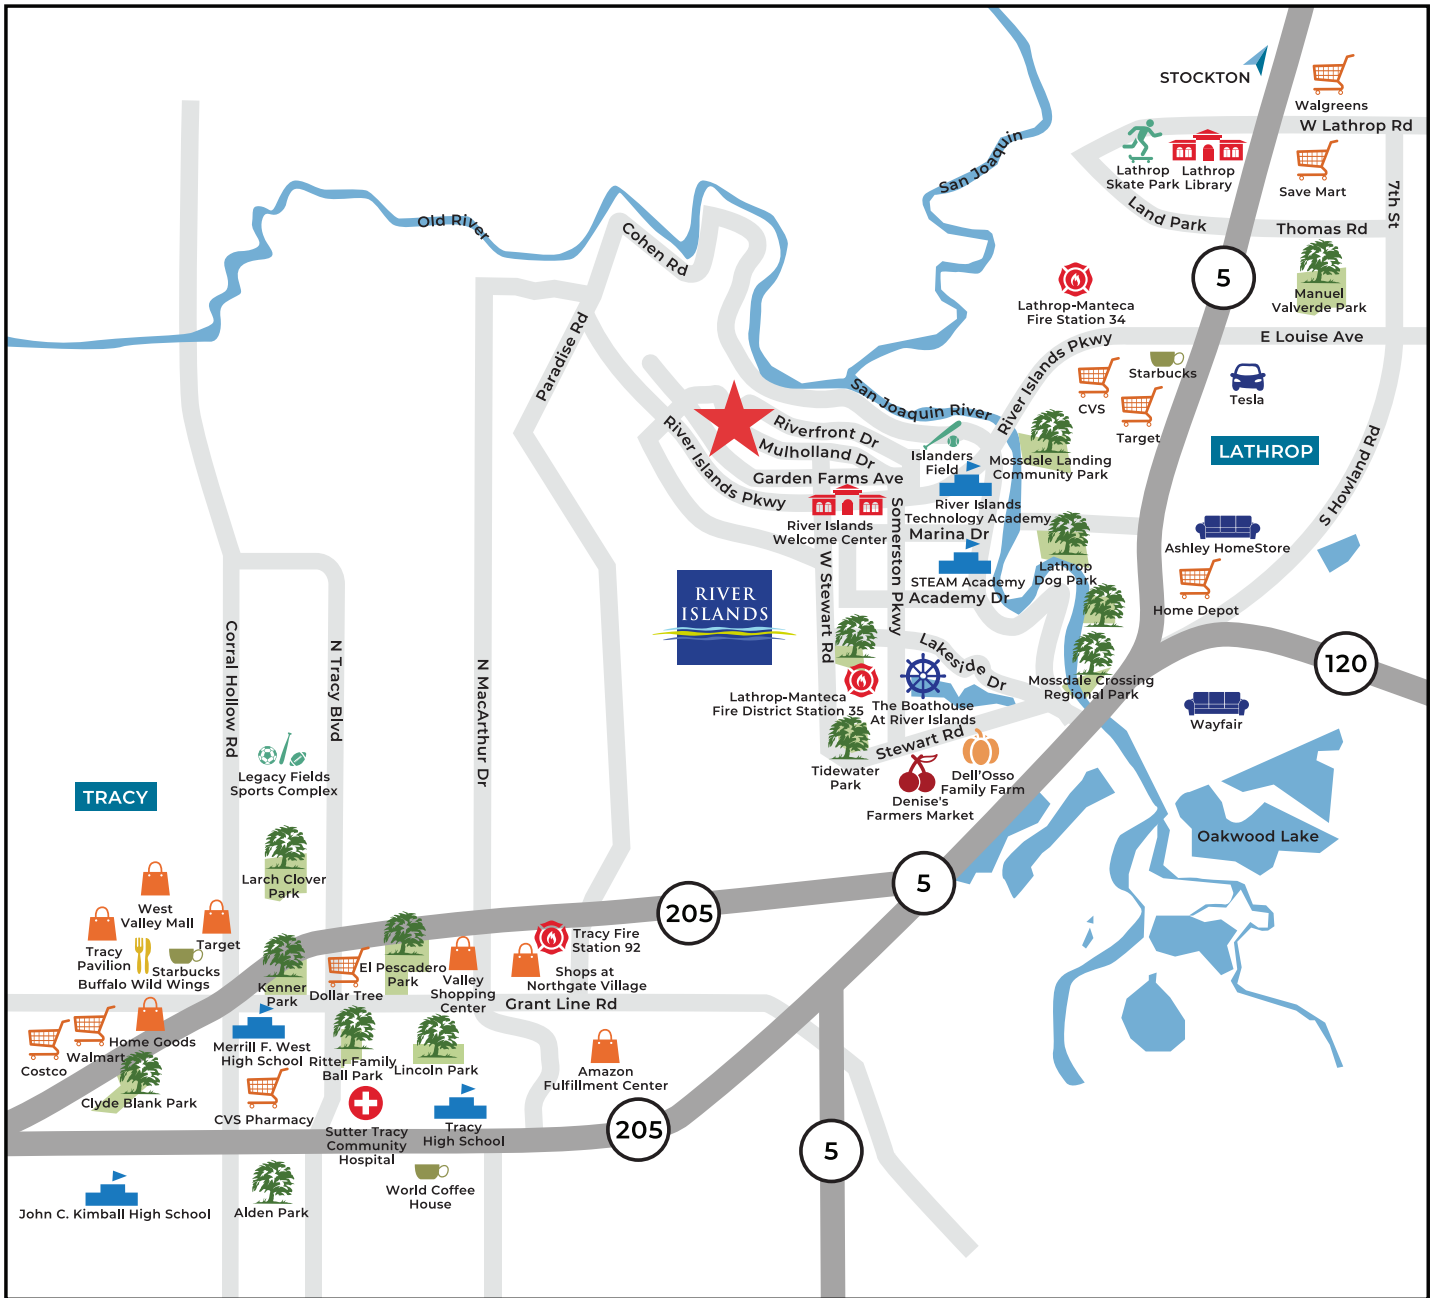 STOCKTON
Walgreens
W Lathrop Rd
Lathrop
Skate Park
Lathrop
Library
Save Mart
7th St
San Joaquin
Land Park
Thomas Rd
Old River
Cohen Rd
5
Manuel
Valverde Park
Lathrop-Manteca
Fire Station 34
E Louise Ave
Paradise Rd
River Islands Pkwy
Starbucks
CVS
Tesla
Target
San Joaquin River
Riverfront Dr
Mulholland Dr
Garden Farms Ave
River Islands Pkwy
Islanders
Field
Mossdale Landing
Community Park
LATHROP
S Howland Rd
River Islands
Technology Academy
River Islands
Welcome Center
Somerston Pkwy
Marina Dr
Ashley HomeStore
STEAM Academy
Academy Dr
Lathrop
Dog Park
Home Depot
RIVER
ISLANDS
W Stewart Rd
Lakeside Dr
120
Mossdale Crossing
Regional Park
Lathrop-Manteca
Fire District Station 35
The Boathouse
At River Islands
Wayfair
Corral Hollow Rd
N Tracy Blvd
N MacArthur Dr
Stewart Rd
Tidewater
Park
Dell'Osso
Family Farm
Denise's
Farmers Market
Legacy Fields
Sports Complex
TRACY
Oakwood Lake
Larch Clover
Park
5
205
West
Valley Mall
Target
Tracy
Pavilion
Starbucks
Buffalo Wild Wings
Kenner
Park
Dollar Tree
El Pescadero
Park
Valley
Shopping
Center
Tracy Fire
Station 92
Shops at
Northgate Village
Grant Line Rd
Costco
Walmart
Home Goods
Merrill F. West
High School
Ritter Family
Ball Park
Lincoln Park
Amazon
Fulfillment Center
Clyde Blank Park
CVS Pharmacy
Sutter Tracy
Community
Hospital
Tracy
High School
205
5
World Coffee
House
John C. Kimball High School
Alden Park